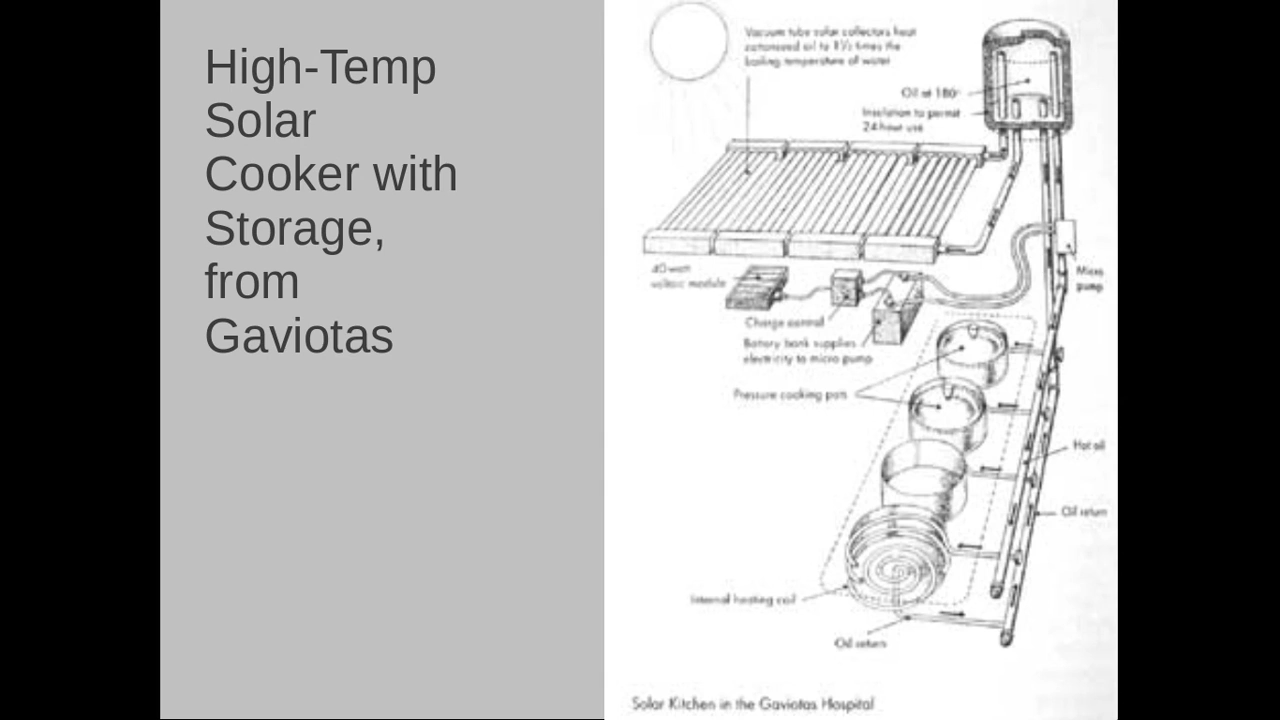 High-Temp
Solar
Cooker with
Storage,
from
Gaviotas
Vacuum tube solar collectors heat
cottonseed oil to 1½ times the
boiling temperature of water
Oil at 180°
Insulation to permit
24 hour use
40 watt
voltaic module
Micro
pump
Charge control
Battery bank supplies
electricity to micro pump
Pressure cooking pots
Hot oil
Oil return
Internal heating coil
Oil return
Solar Kitchen in the Gaviotas Hospital